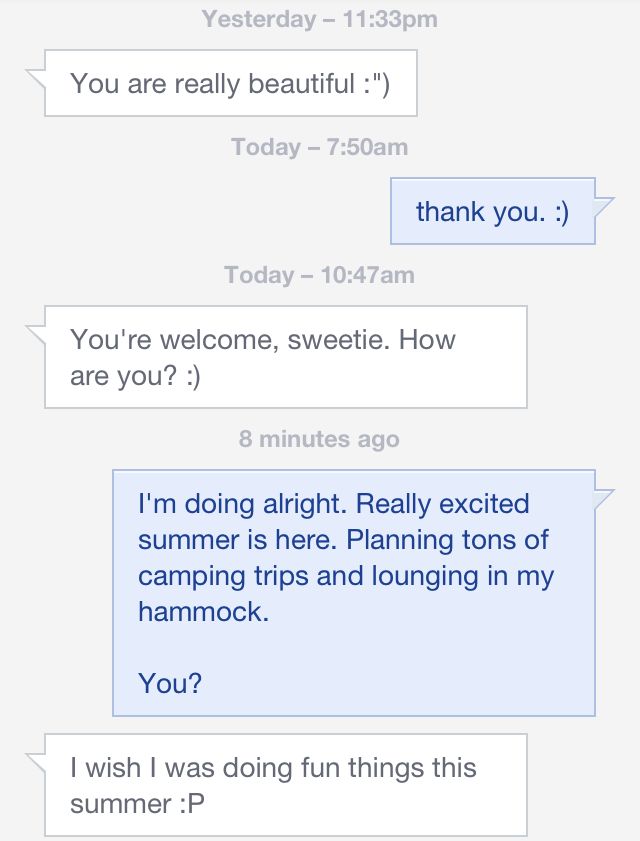 Yesterday – 11:33pm
You are really beautiful :")
Today – 7:50am
thank you. :)
Today – 10:47am
You're welcome, sweetie. How
are you? :)
8 minutes ago
I'm doing alright. Really excited
summer is here. Planning tons of
camping trips and lounging in my
hammock.
You?
I wish I was doing fun things this
summer :P